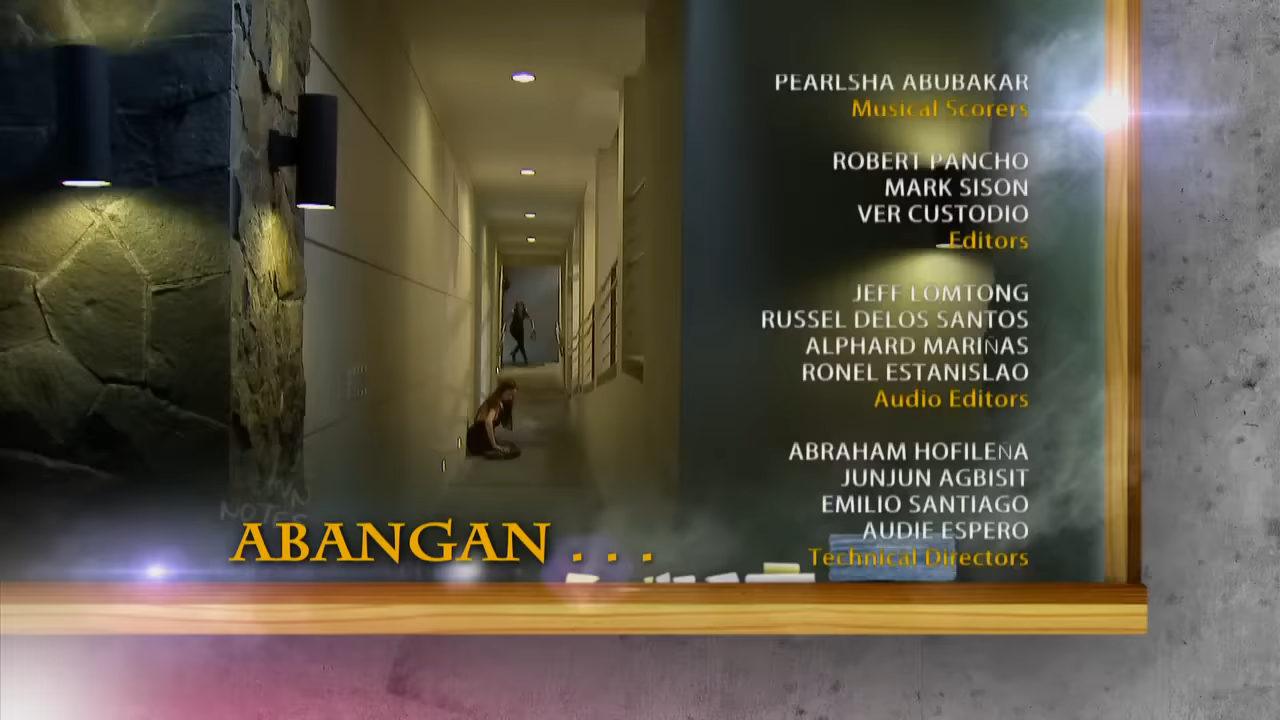 PEARLSHA ABUBAKAR
Musical Scorers
ROBERT PANCHO
MARK SISON
VER CUSTODIO
Editors
JEFF LOMTONG
RUSSEL DELOS SANTOS
ALPHARD MARIÑAS
RONEL ESTANISLAO
Audio Editors
ABRAHAM HOFILEÑA
JUNJUN AGBISIT
EMILIO SANTIAGO
AUDIE ESPERO
Technical Directors
NOTES
ABANGAN . . .